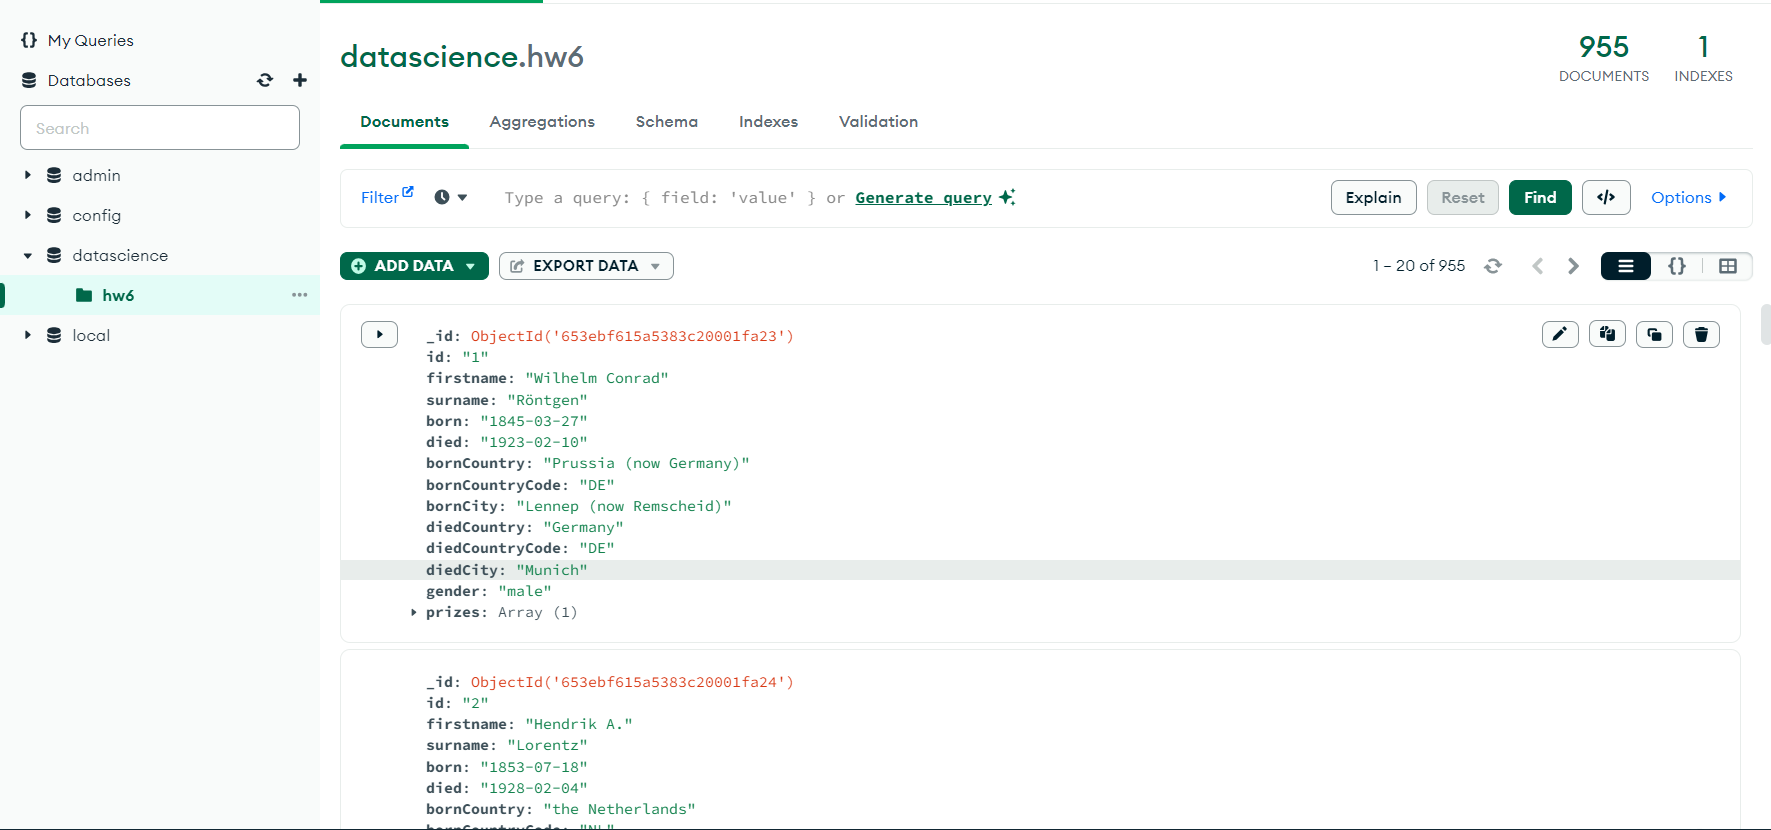 My Queries
Databases
Search
admin
config
datascience
hw6
local
datascience.hw6
955
DOCUMENTS
1
INDEXES
Documents
Aggregations
Schema
Indexes
Validation
Filter
Type a query: { field: 'value' } or Generate query
Explain
Reset
Find
</>
Options
ADD DATA
EXPORT DATA
1 – 20 of 955
{}
_id: ObjectId('653ebf615a5383c20001fa23')
id: "1"
firstname: "Wilhelm Conrad"
surname: "Röntgen"
born: "1845-03-27"
died: "1923-02-10"
bornCountry: "Prussia (now Germany)"
bornCountryCode: "DE"
bornCity: "Lennep (now Remscheid)"
diedCountry: "Germany"
diedCountryCode: "DE"
diedCity: "Munich"
gender: "male"
prizes: Array (1)
_id: ObjectId('653ebf615a5383c20001fa24')
id: "2"
firstname: "Hendrik A."
surname: "Lorentz"
born: "1853-07-18"
died: "1928-02-04"
bornCountry: "the Netherlands"
bornCountryCode: "NL"